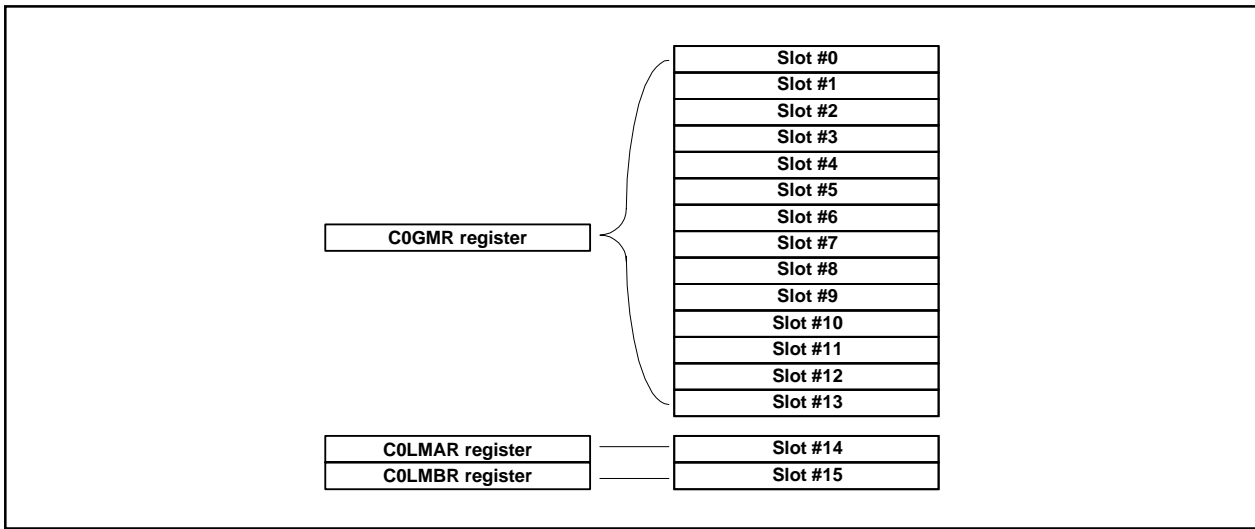 Slot #0
Slot #1
Slot #2
Slot #3
Slot #4
Slot #5
Slot #6
C0GMR register
Slot #7
Slot #8
Slot #9
Slot #10
Slot #11
Slot #12
Slot #13
C0LMAR register
Slot #14
C0LMBR register
Slot #15